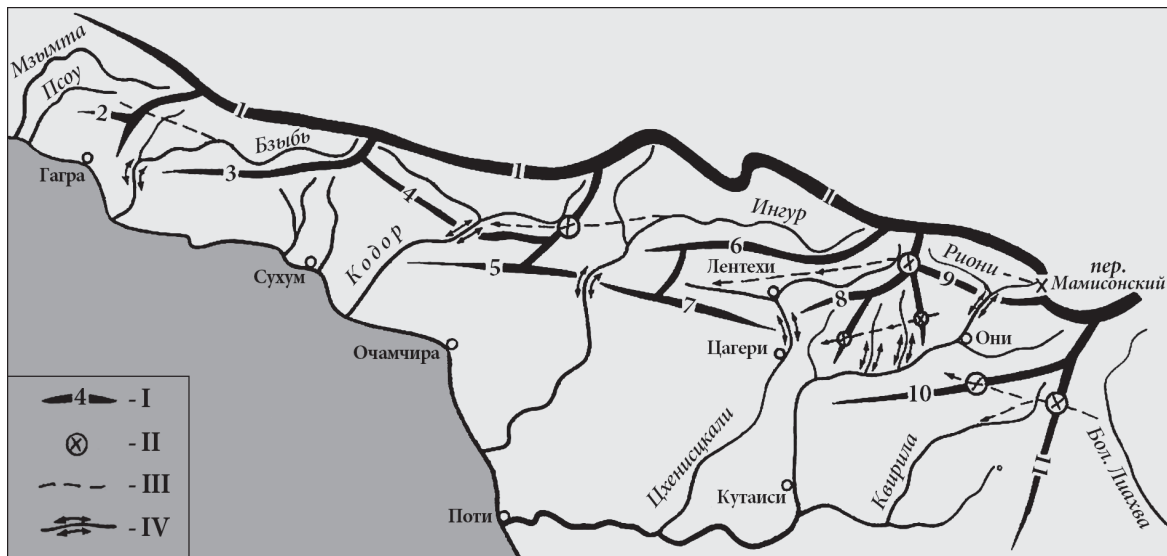 Мзымта
Псоу
I
2
Бзыбь
Гагра
3
4
I
I
Ингур
Кодор
6
Риони
пер.
Мамисонский
Сухум
5
Лентехи
9
7
8
Очамчира
Цагери
Они
10
4 - I
- II
- III
- IV
Цхенисцкали
Квирила
11
Бол. Лиахва
Поти
Кутаиси